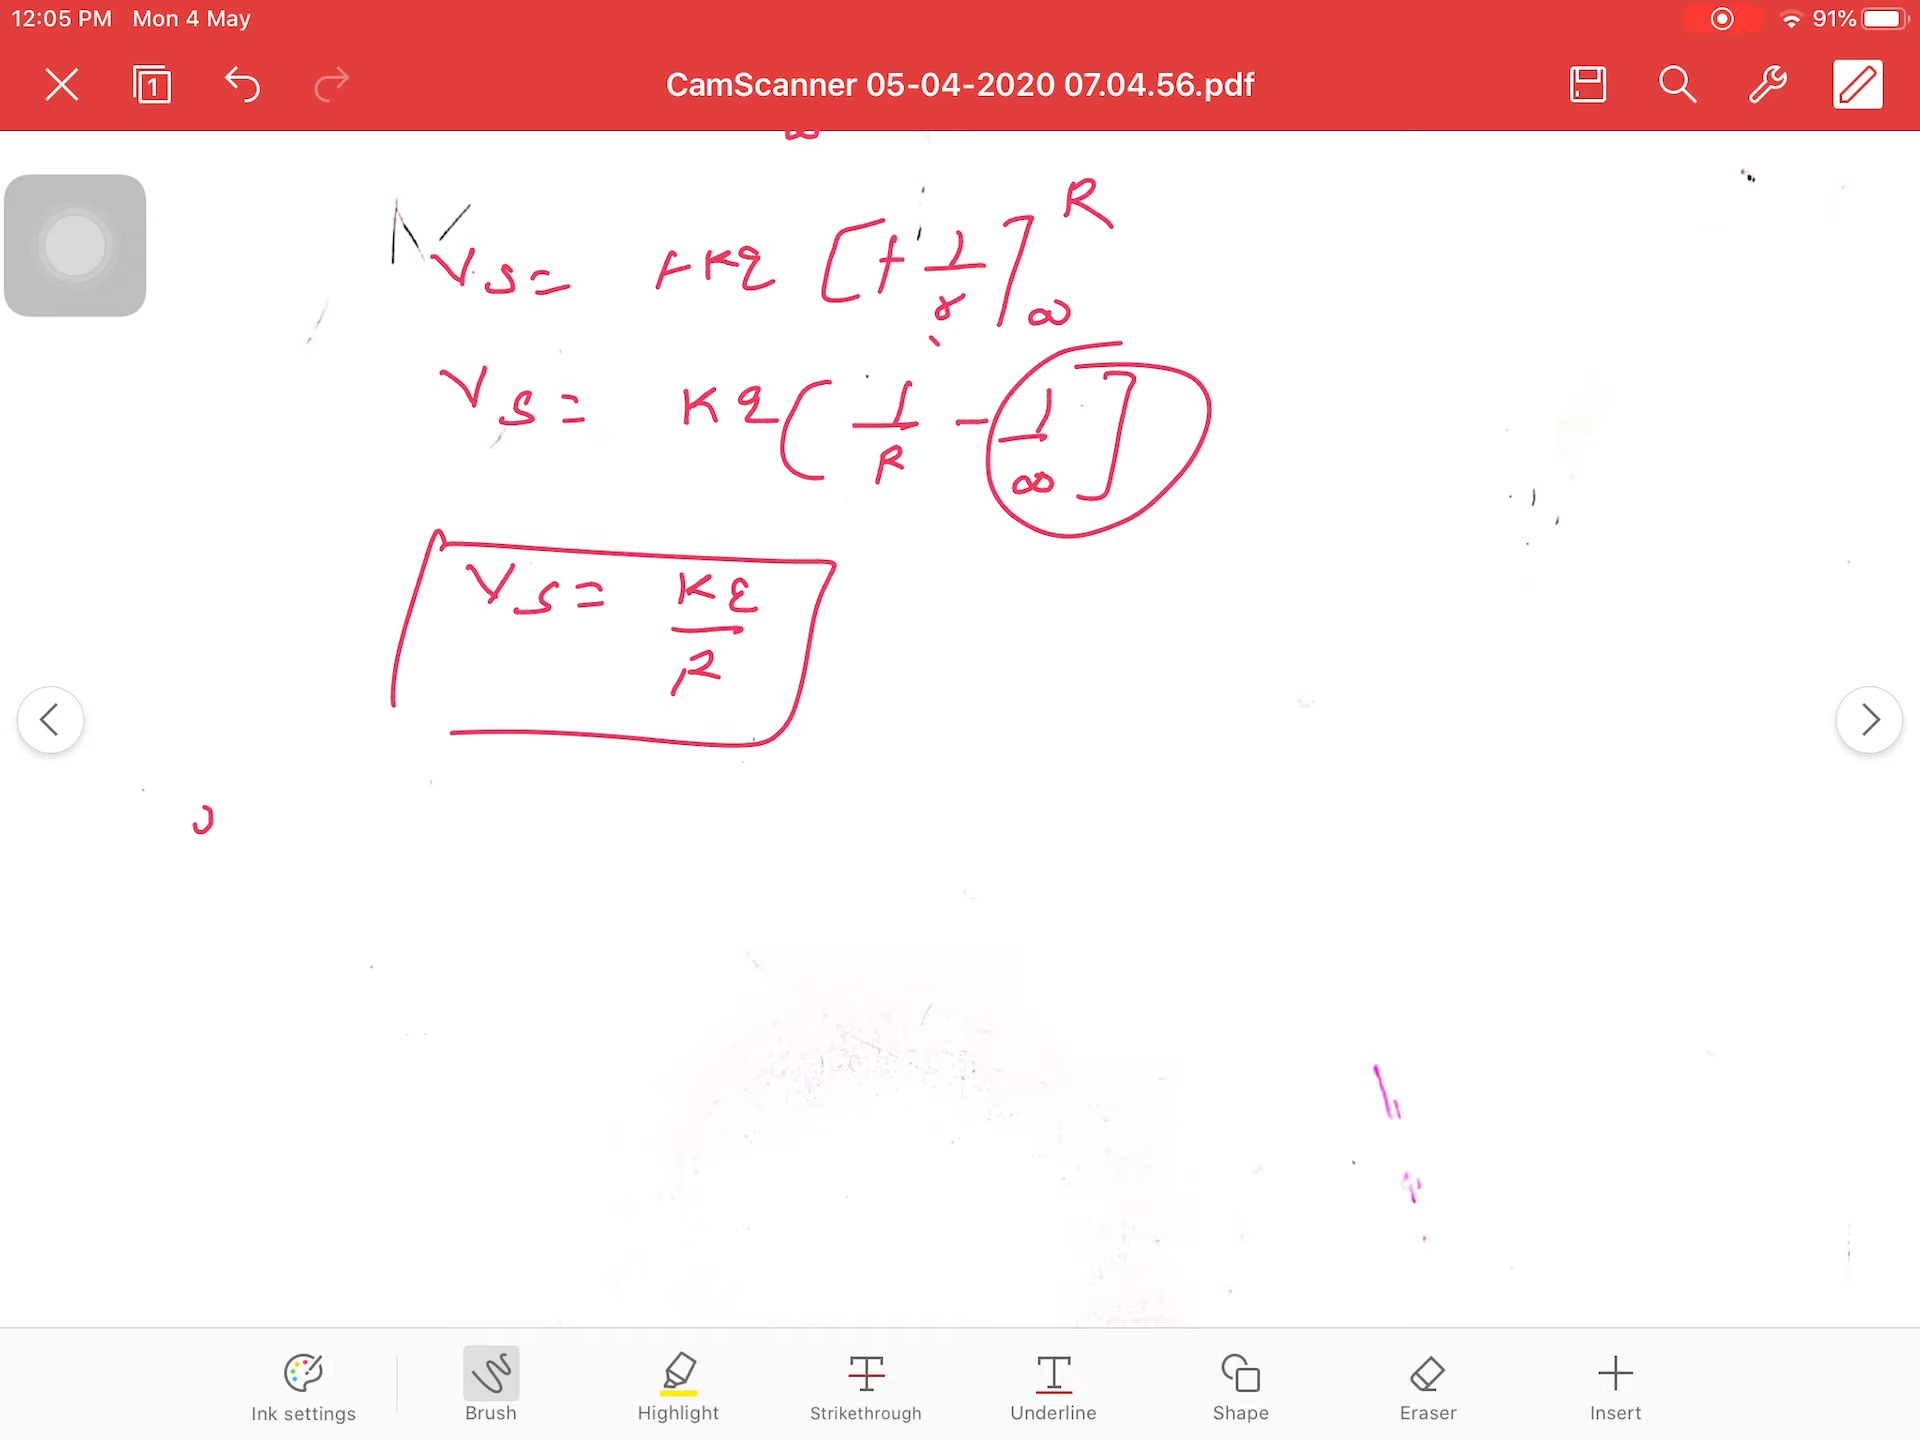 12:05 PM Mon 4 May 91%
1 CamScanner 05-04-2020 07.04.56.pdf
∞
Vs = +kq [+ 1/r]R ∞
Vs = kq( 1/R - 1/∞ ]
Vs = kq/R
Ink settings Brush Highlight Strikethrough Underline Shape Eraser Insert